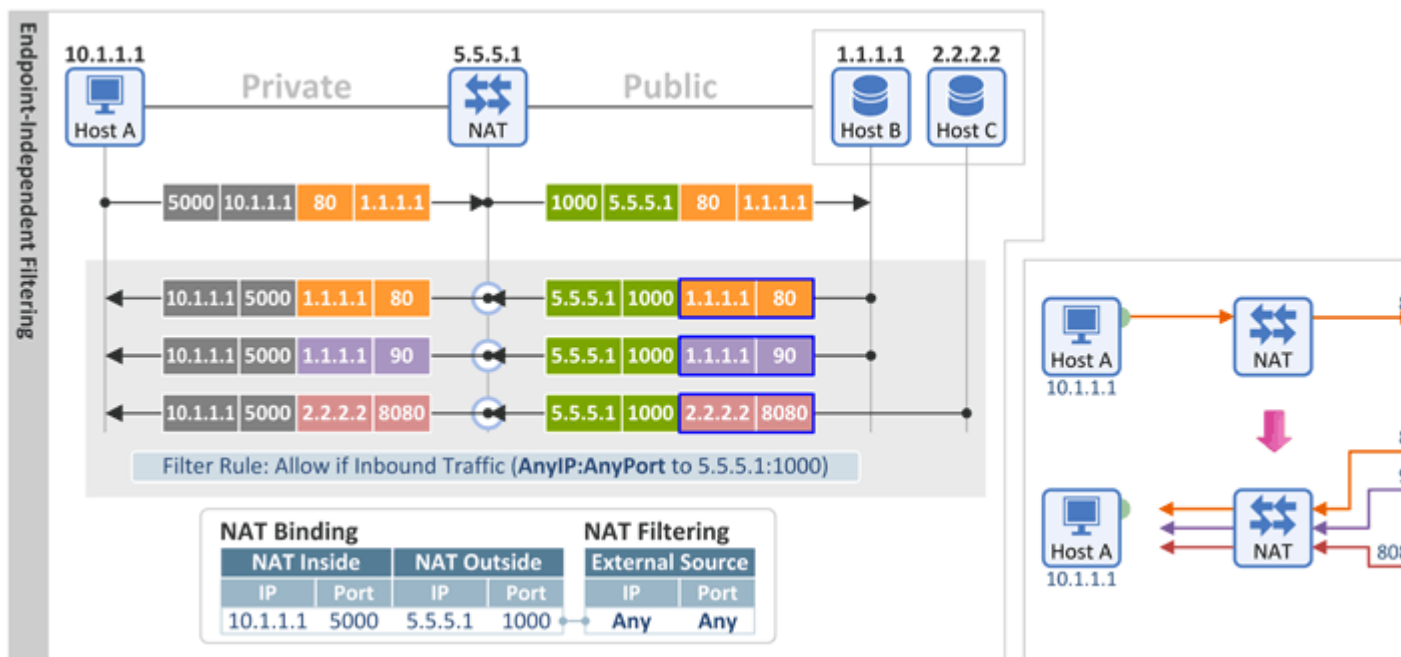 Endpoint-Independent Filtering
10.1.1.1 5.5.5.1 1.1.1.1 2.2.2.2
Private Public
Host A NAT Host B Host C
5000 10.1.1.1 80 1.1.1.1 1000 5.5.5.1 80 1.1.1.1
10.1.1.1 5000 1.1.1.1 80 5.5.5.1 1000 1.1.1.1 80
10.1.1.1 5000 1.1.1.1 90 5.5.5.1 1000 1.1.1.1 90
10.1.1.1 5000 2.2.2.2 8080 5.5.5.1 1000 2.2.2.2 8080
Filter Rule: Allow if Inbound Traffic (AnyIP:AnyPort to 5.5.5.1:1000)
NAT Binding NAT Filtering
NAT Inside NAT Outside External Source
IP Port IP Port IP Port
10.1.1.1 5000 5.5.5.1 1000 Any Any
Host A NAT
10.1.1.1
Host A NAT
10.1.1.1